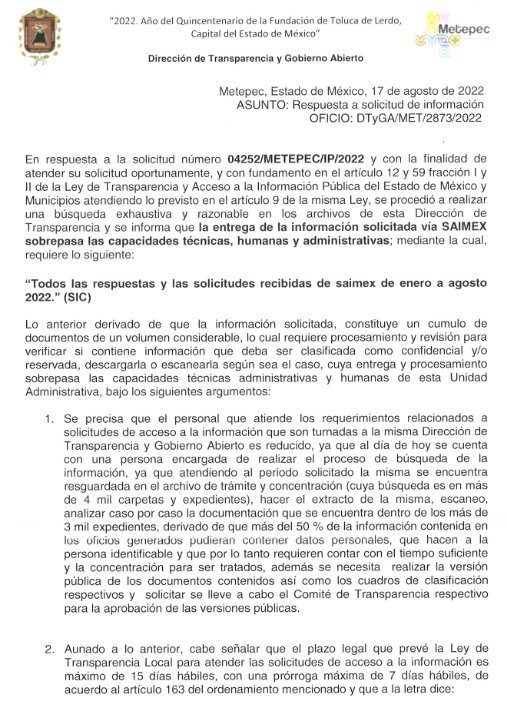 "2022. Año del Quincentenario de la Fundación de Toluca de Lerdo,
Capital del Estado de México"
Metepec
Dirección de Transparencia y Gobierno Abierto
Metepec, Estado de México, 17 de agosto de 2022
ASUNTO: Respuesta a solicitud de información
OFICIO: DTyGA/MET/2873/2022
En respuesta a la solicitud número 04252/METEPEC/IP/2022 y con la finalidad de
atender su solicitud oportunamente, y con fundamento en el artículo 12 y 59 fracción I y
II de la Ley de Transparencia y Acceso a la Información Pública del Estado de México y
Municipios atendiendo lo previsto en el artículo 9 de la misma Ley, se procedió a realizar
una búsqueda exhaustiva y razonable en los archivos de esta Dirección de
Transparencia y se informa que la entrega de la información solicitada vía SAIMEX
sobrepasa las capacidades técnicas, humanas y administrativas; mediante la cual,
requiere lo siguiente:
"Todos las respuestas y las solicitudes recibidas de saimex de enero a agosto
2022." (SIC)
Lo anterior derivado de que la información solicitada, constituye un cumulo de
documentos de un volumen considerable, lo cual requiere procesamiento y revisión para
verificar si contiene información que deba ser clasificada como confidencial y/o
reservada, descargarla o escanearla según sea el caso, cuya entrega y procesamiento
sobrepasa las capacidades técnicas administrativas y humanas de esta Unidad
Administrativa, bajo los siguientes argumentos:
1. Se precisa que el personal que atiende los requerimientos relacionados a
solicitudes de acceso a la información que son turnadas a la misma Dirección de
Transparencia y Gobierno Abierto es reducido, ya que al día de hoy se cuenta
con una persona encargada de realizar el proceso de búsqueda de la
información, ya que atendiendo al periodo solicitado la misma se encuentra
resguardada en el archivo de trámite y concentración (cuya búsqueda es en más
de 4 mil carpetas y expedientes), hacer el extracto de la misma, escaneo,
analizar caso por caso la documentación que se encuentra dentro de los más de
3 mil expedientes, derivado de que más del 50 % de la información contenida en
los oficios generados pudieran contener datos personales, que hacen a
la persona identificable y que por lo tanto requieren contar con el tiempo suficiente
y la concentración para ser tratados, además se necesita realizar la versión
pública de los documentos contenidos así como los cuadros de clasificación
respectivos y solicitar se lleve a cabo el Comité de Transparencia respectivo
para la aprobación de las versiones públicas.
2. Aunado a lo anterior, cabe señalar que el plazo legal que prevé la Ley de
Transparencia Local para atender las solicitudes de acceso a la información es
máximo de 15 días hábiles, con una prórroga máxima de 7 días hábiles, de
acuerdo al artículo 163 del ordenamiento mencionado y que a la letra dice: